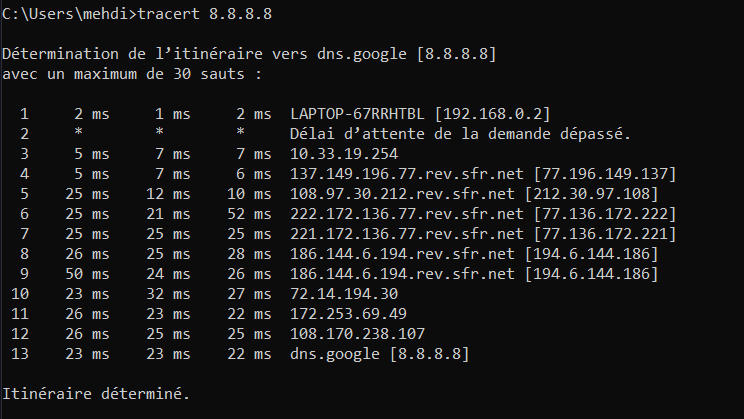 C:\Users\mehdi>tracert 8.8.8.8
Détermination de l’itinéraire vers dns.google [8.8.8.8]
avec un maximum de 30 sauts :
1 2 ms 1 ms 2 ms LAPTOP-67RRHTBL [192.168.0.2]
2 * * * Délai d’attente de la demande dépassé.
3 5 ms 7 ms 7 ms 10.33.19.254
4 5 ms 7 ms 6 ms 137.149.196.77.rev.sfr.net [77.196.149.137]
5 25 ms 12 ms 10 ms 108.97.30.212.rev.sfr.net [212.30.97.108]
6 25 ms 21 ms 52 ms 222.172.136.77.rev.sfr.net [77.136.172.222]
7 25 ms 25 ms 25 ms 221.172.136.77.rev.sfr.net [77.136.172.221]
8 26 ms 25 ms 28 ms 186.144.6.194.rev.sfr.net [194.6.144.186]
9 50 ms 24 ms 26 ms 186.144.6.194.rev.sfr.net [194.6.144.186]
10 23 ms 32 ms 27 ms 72.14.194.30
11 26 ms 23 ms 22 ms 172.253.69.49
12 26 ms 25 ms 25 ms 108.170.238.107
13 23 ms 23 ms 22 ms dns.google [8.8.8.8]
Itinéraire déterminé.